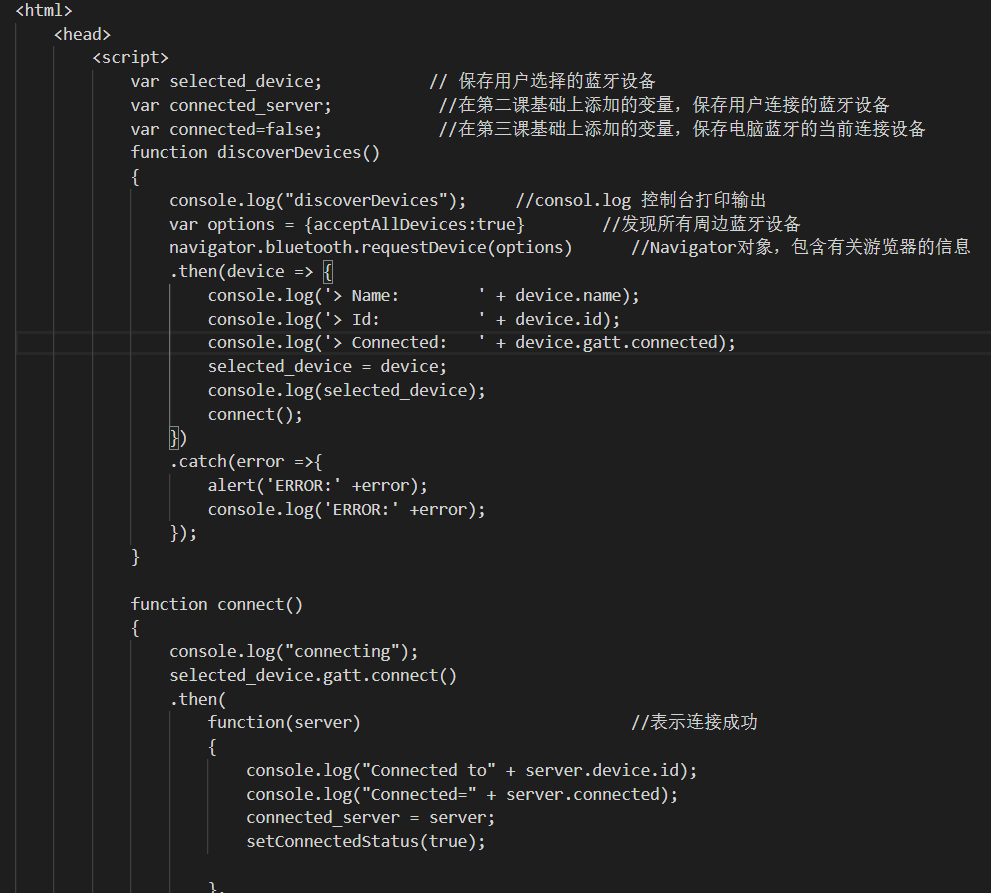 <html>
<head>
<script>
var selected_device; // 保存用户选择的蓝牙设备
var connected_server; //在第二课基础上添加的变量，保存用户连接的蓝牙设备
var connected=false; //在第三课基础上添加的变量，保存电脑蓝牙的当前连接设备
function discoverDevices()
{
console.log("discoverDevices"); //consol.log 控制台打印输出
var options = {acceptAllDevices:true} //发现所有周边蓝牙设备
navigator.bluetooth.requestDevice(options) //Navigator对象，包含有关游览器的信息
.then(device => {
console.log('> Name: ' + device.name);
console.log('> Id: ' + device.id);
console.log('> Connected: ' + device.gatt.connected);
selected_device = device;
console.log(selected_device);
connect();
})
.catch(error =>{
alert('ERROR:' +error);
console.log('ERROR:' +error);
});
}
function connect()
{
console.log("connecting");
selected_device.gatt.connect()
.then(
function(server) //表示连接成功
{
console.log("Connected to" + server.device.id);
console.log("Connected=" + server.connected);
connected_server = server;
setConnectedStatus(true);
},